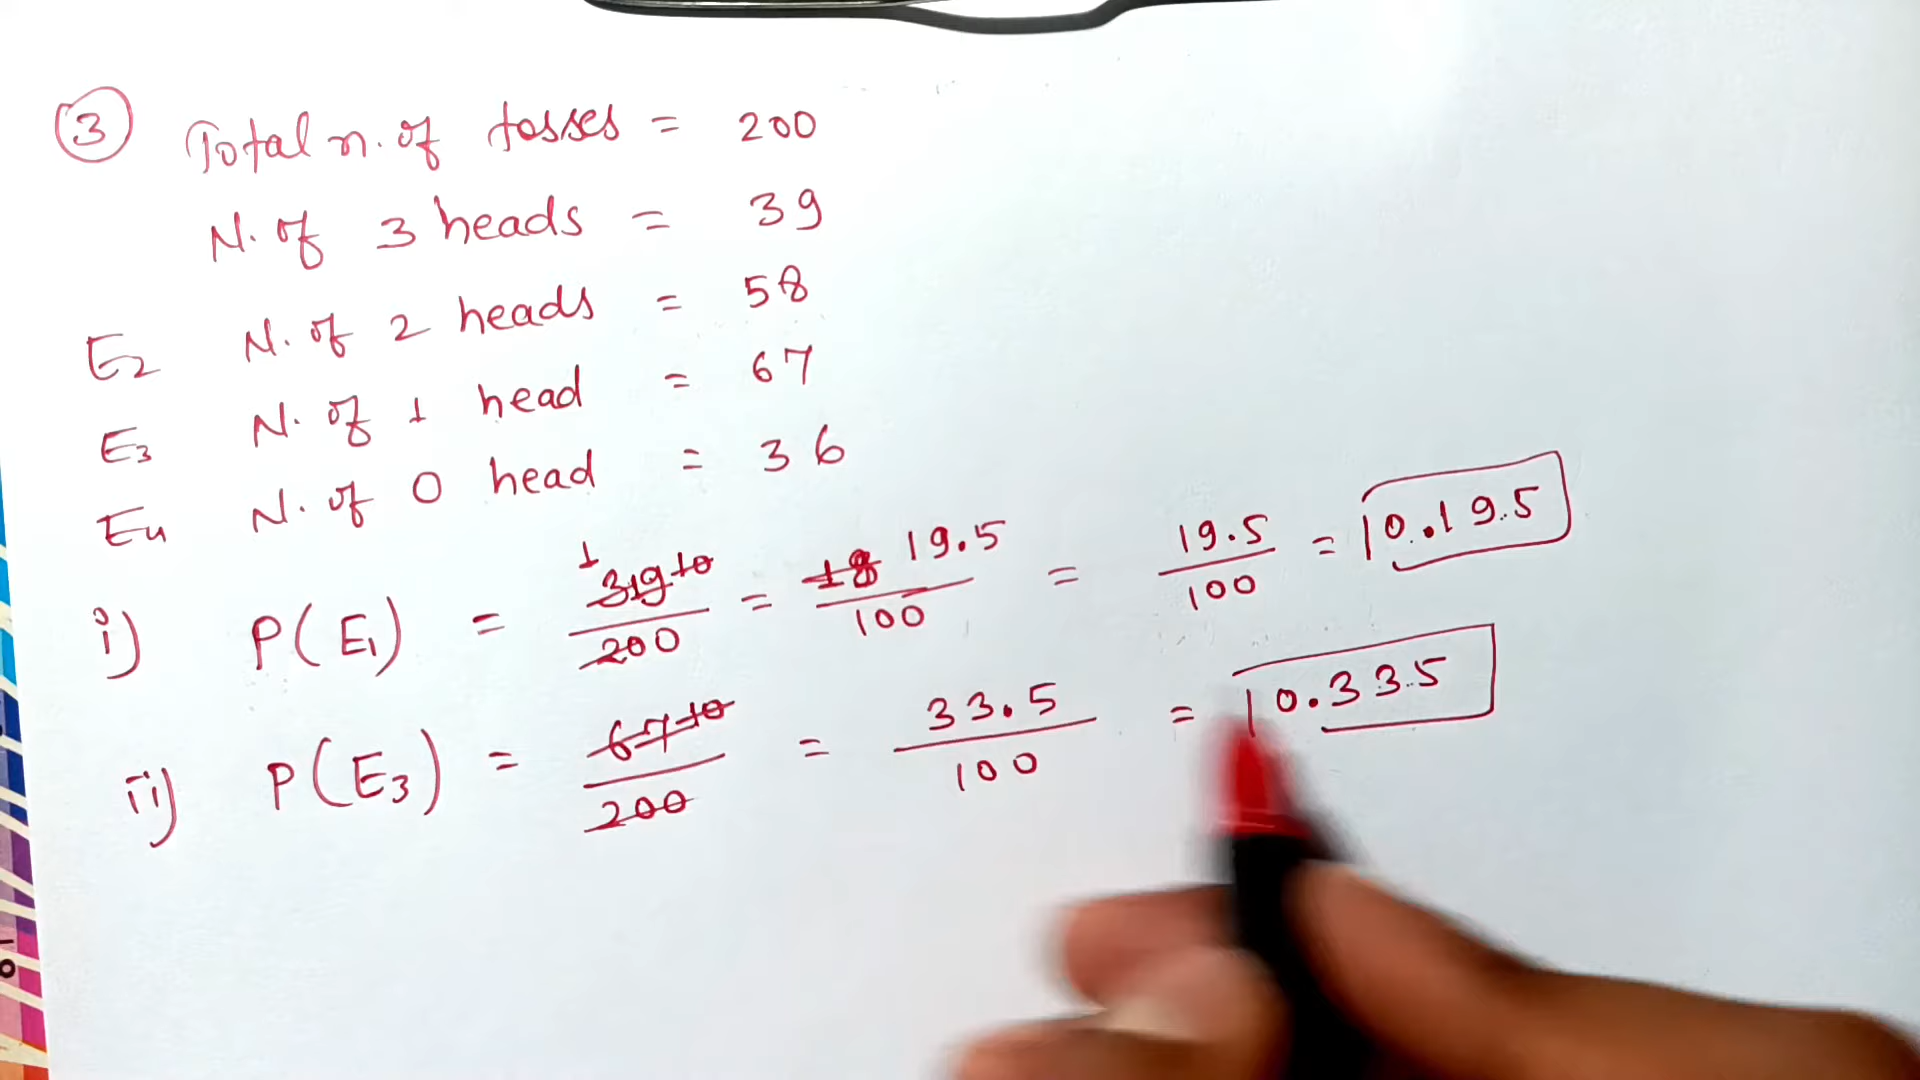 3 Total n. of tosses = 200
N. of 3 heads = 39
E2 N. of 2 heads = 58
E3 N. of 1 head = 67
E4 N. of 0 head = 36
i) P(E1) = 39/200 = 19.5/100 = 19.5/100 = 0.195
ii) P(E3) = 67/200 = 33.5/100 = 0.335